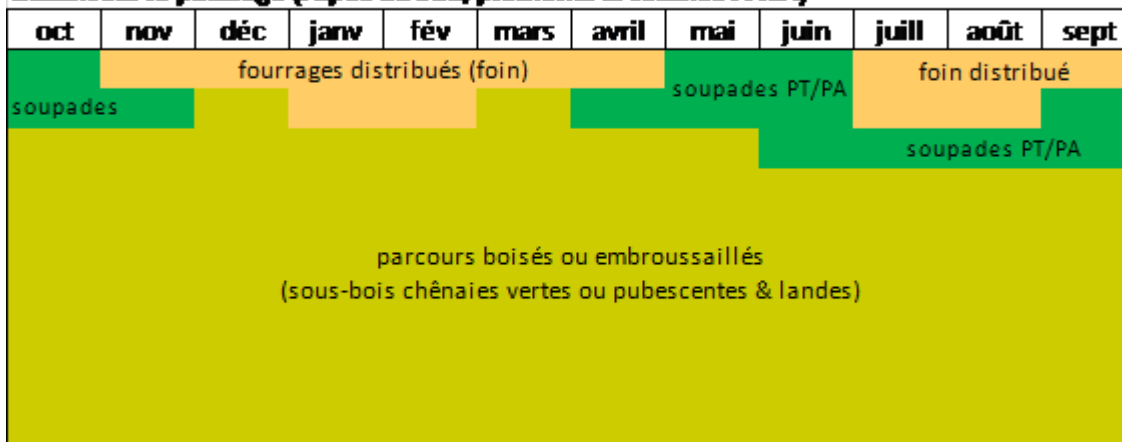 oct nov déc janv fév mars avril mai juin juill août sept
fourrages distribués (foin) foin distribué
soupades PT/PA
soupades
soupades PT/PA
parcours boisés ou embroussaillés
(sous-bois chênaies vertes ou pubescentes & landes)